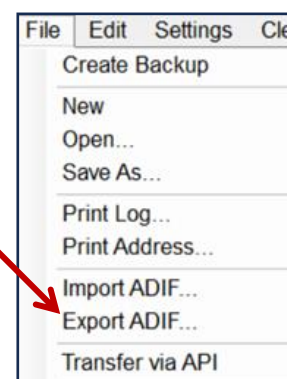 File Edit Settings Cle
Create Backup
New
Open...
Save As...
Print Log...
Print Address...
Import ADIF...
Export ADIF...
Transfer via API